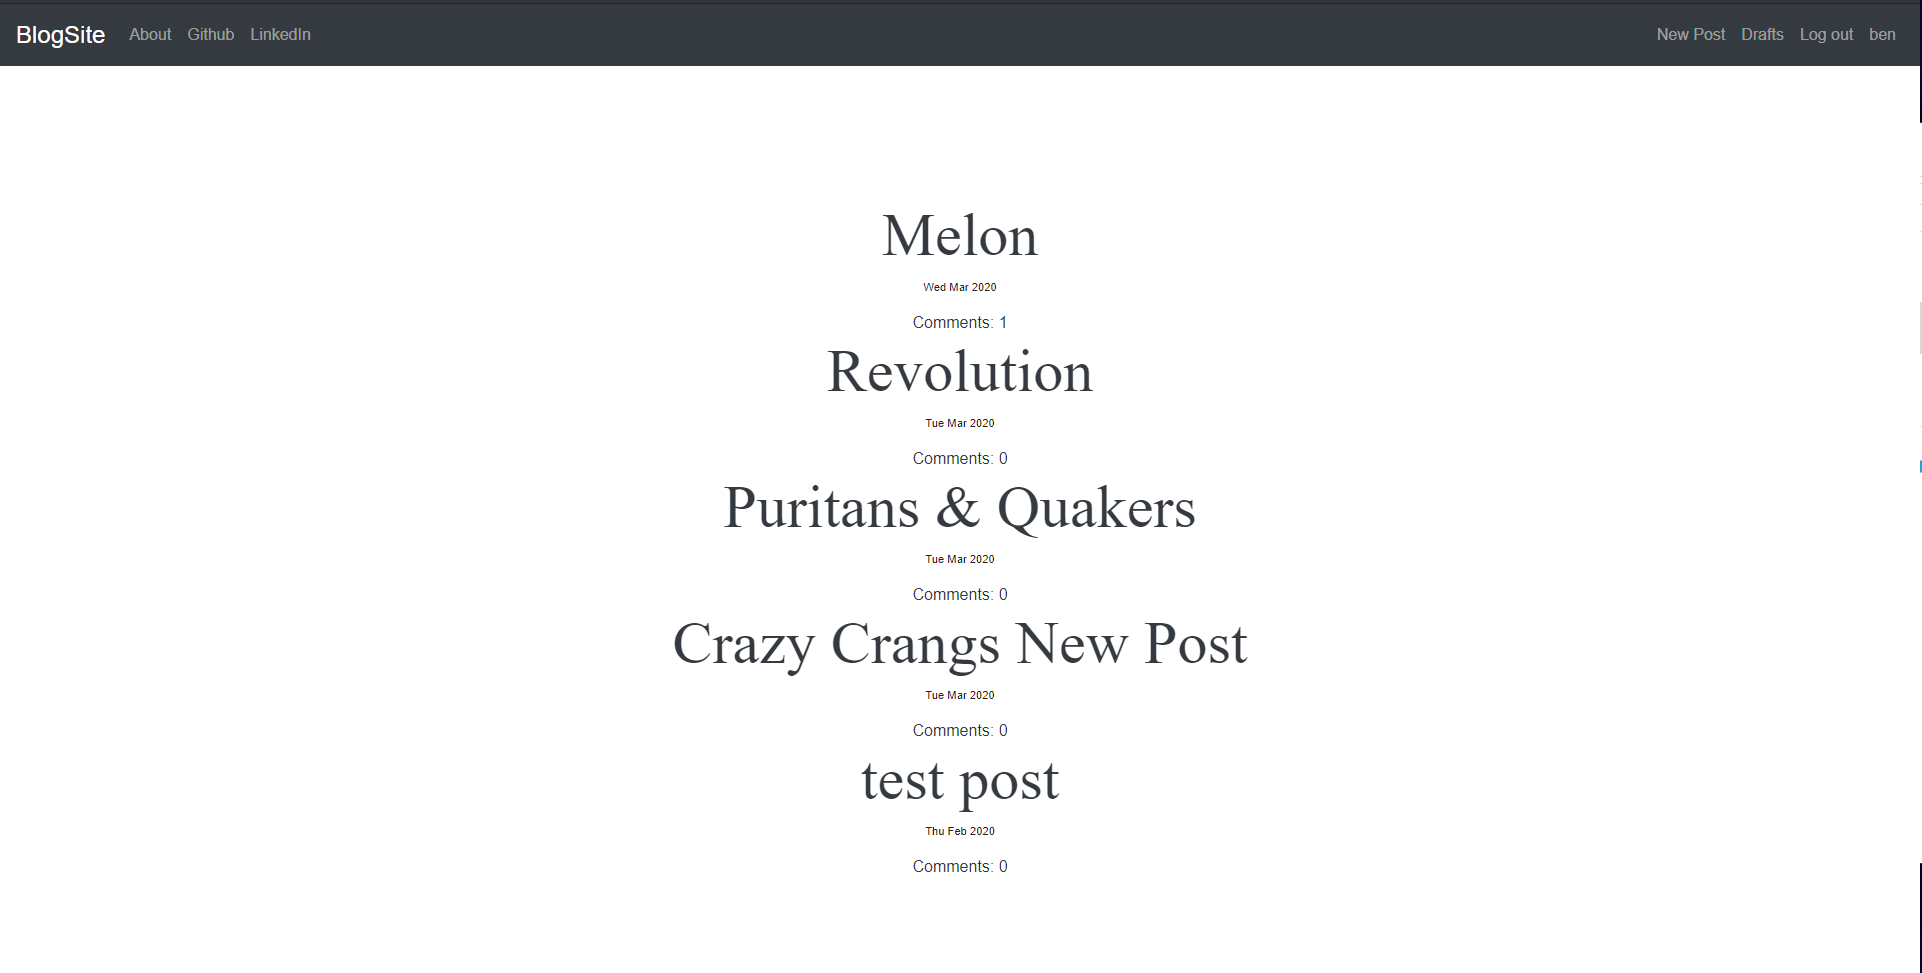 BlogSite About Github LinkedIn New Post Drafts Log out ben
Melon
Wed Mar 2020
Comments: 1
Revolution
Tue Mar 2020
Comments: 0
Puritans & Quakers
Tue Mar 2020
Comments: 0
Crazy Crangs New Post
Tue Mar 2020
Comments: 0
test post
Thu Feb 2020
Comments: 0